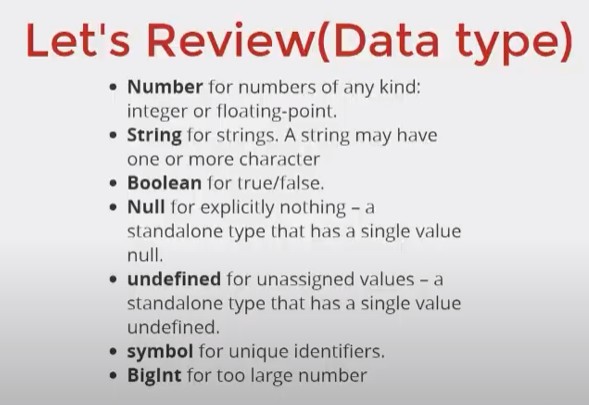 Let's Review(Data type)
• Number for numbers of any kind:
integer or floating-point.
• String for strings. A string may have
one or more character
• Boolean for true/false.
• Null for explicitly nothing – a
standalone type that has a single value
null.
• undefined for unassigned values – a
standalone type that has a single value
undefined.
• symbol for unique identifiers.
• BigInt for too large number